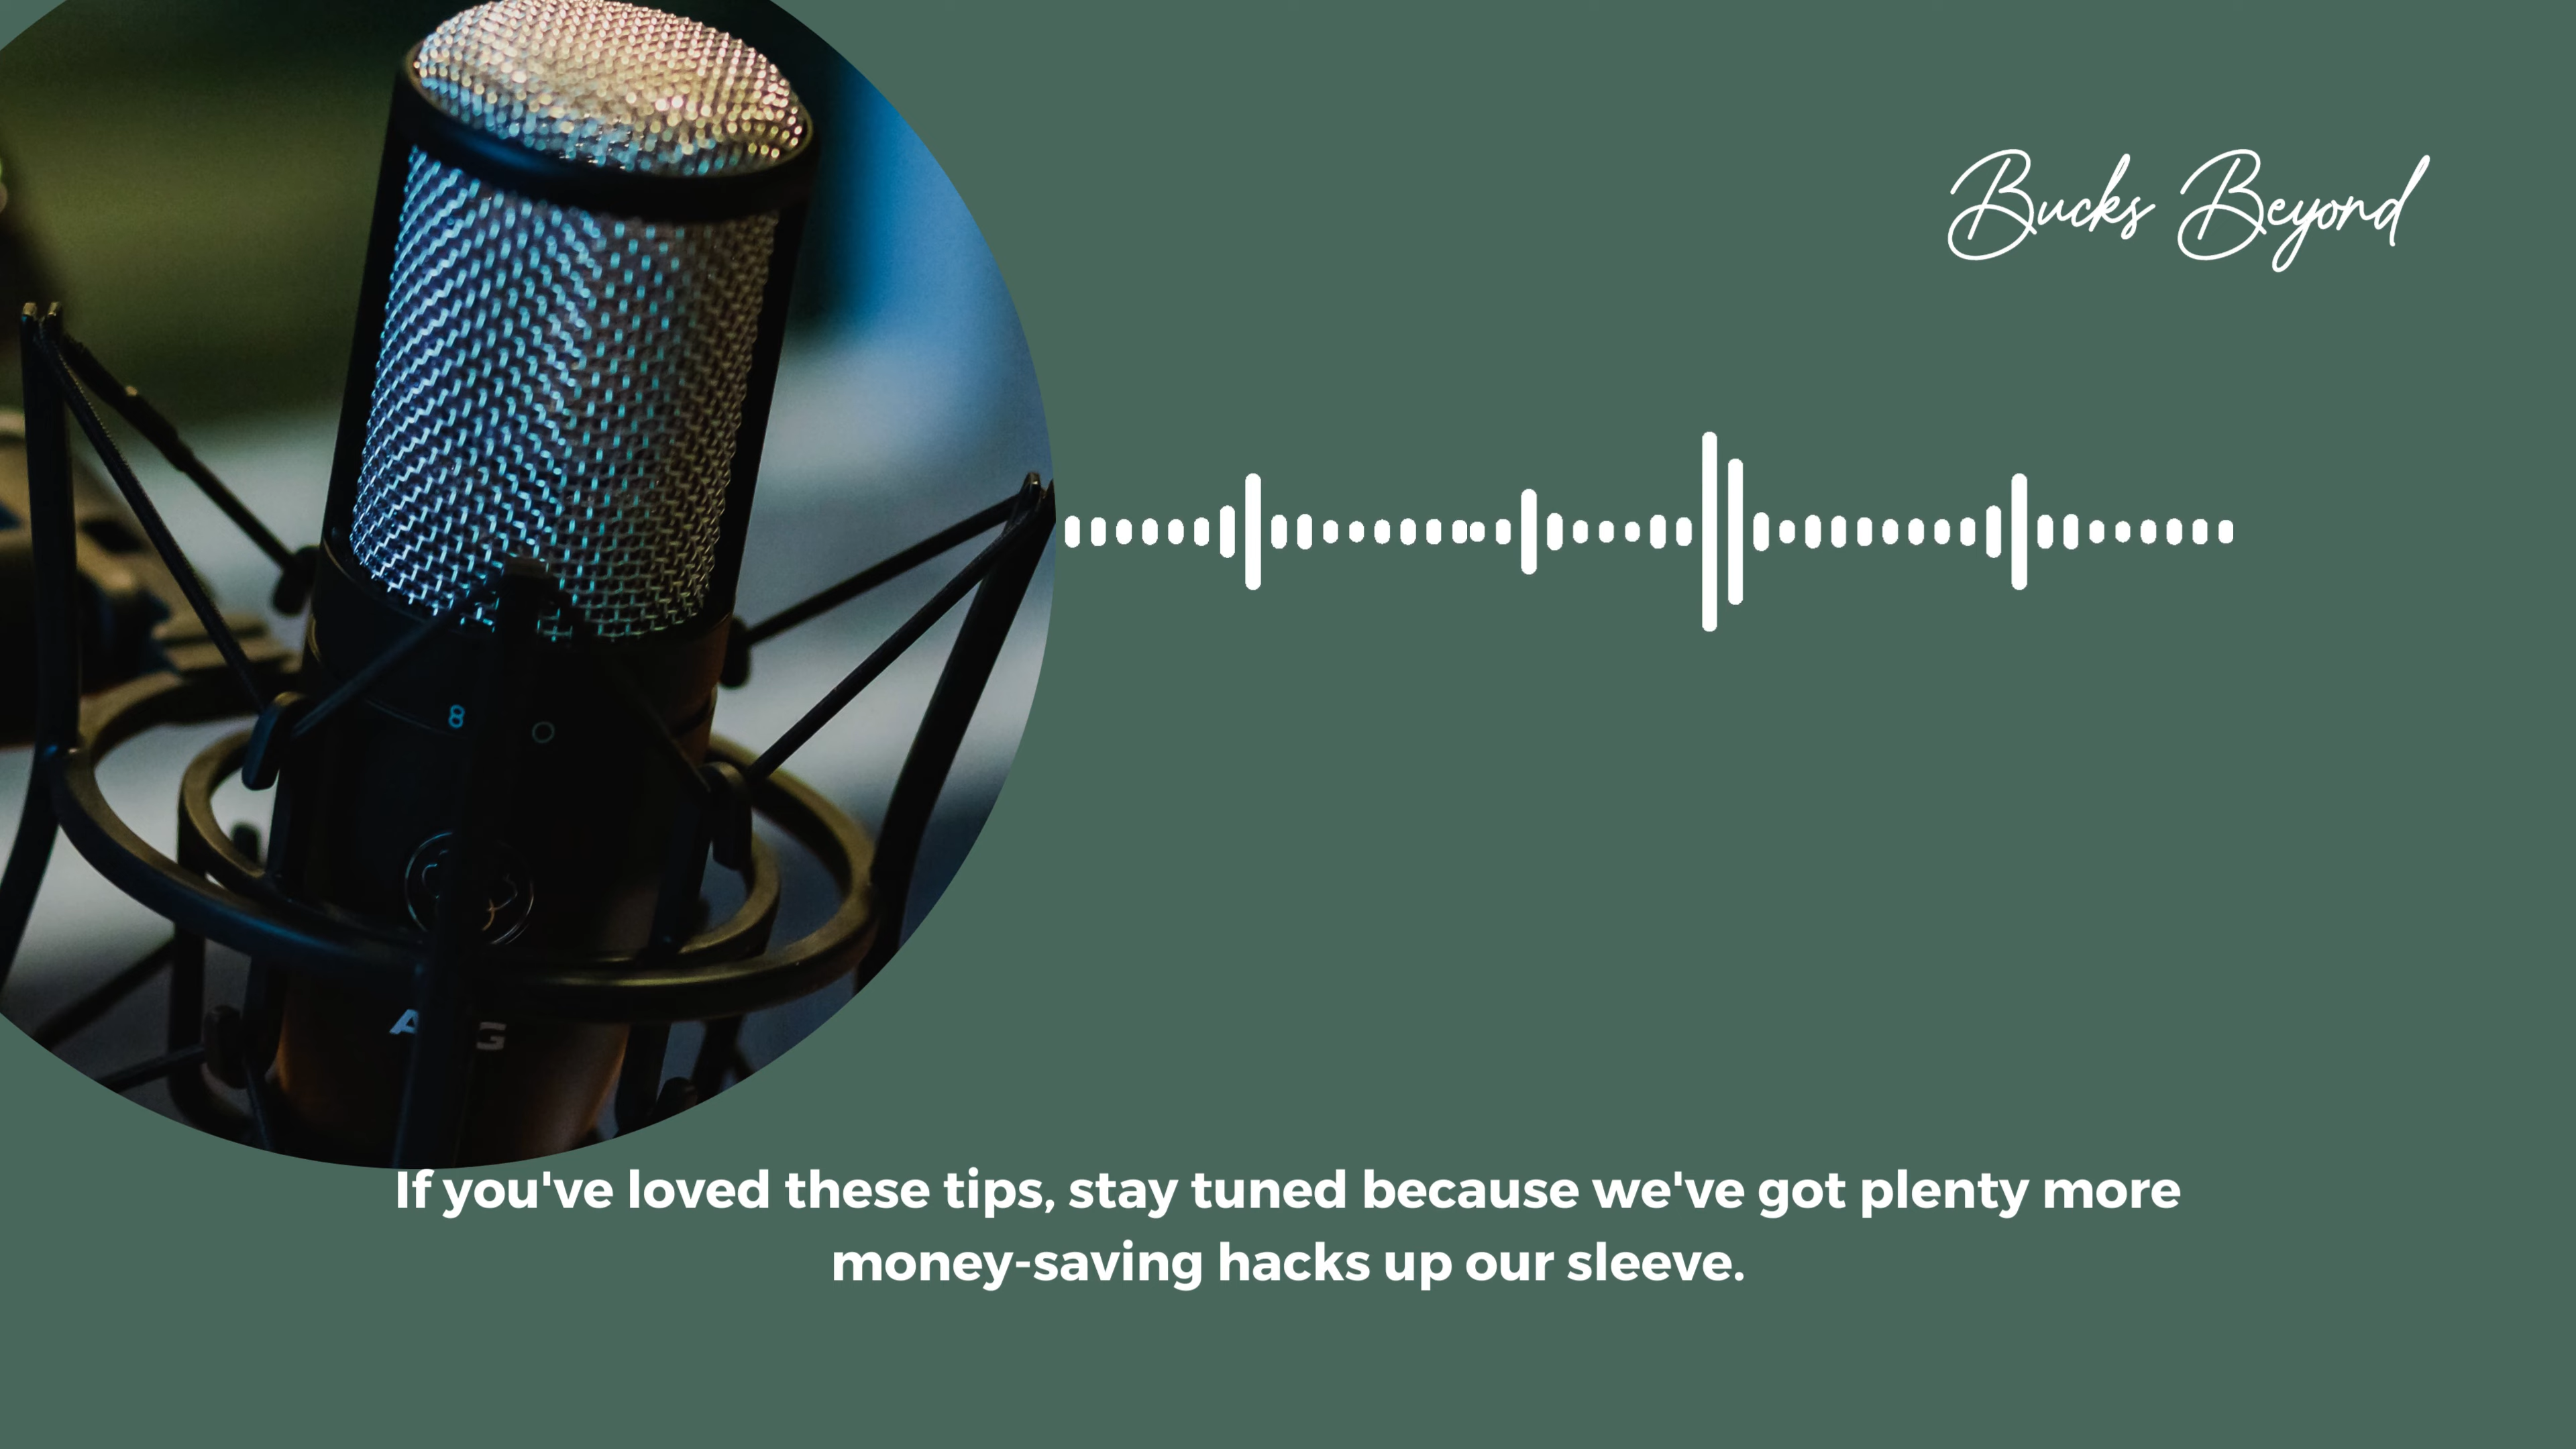 Bucks Beyond
8
A G
If you've loved these tips, stay tuned because we've got plenty more
money-saving hacks up our sleeve.